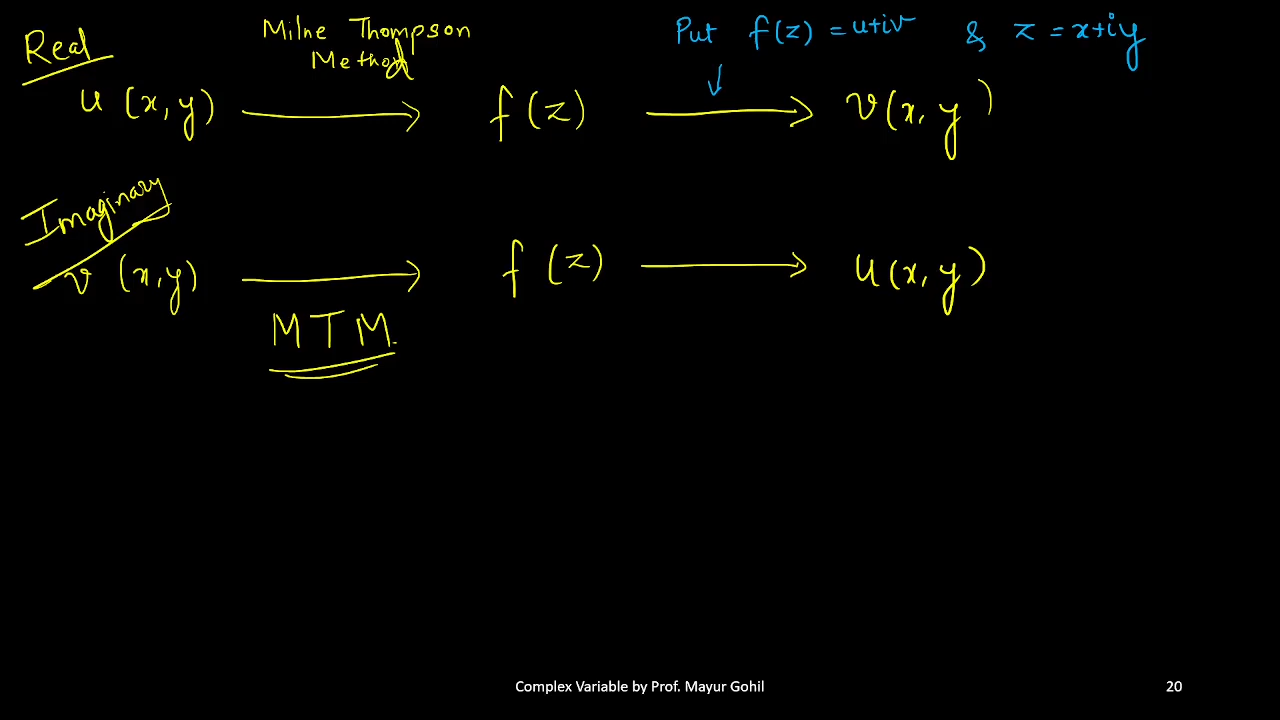 Real
Milne Thompson
Method
Put f(z) = u+iv & z = x+iy
u (x, y) ⟶ f(z) ⟶ v(x, y)
Imaginary
v (x,y) ⟶ f(z) ⟶ u(x, y)
MTM.
Complex Variable by Prof. Mayur Gohil
20